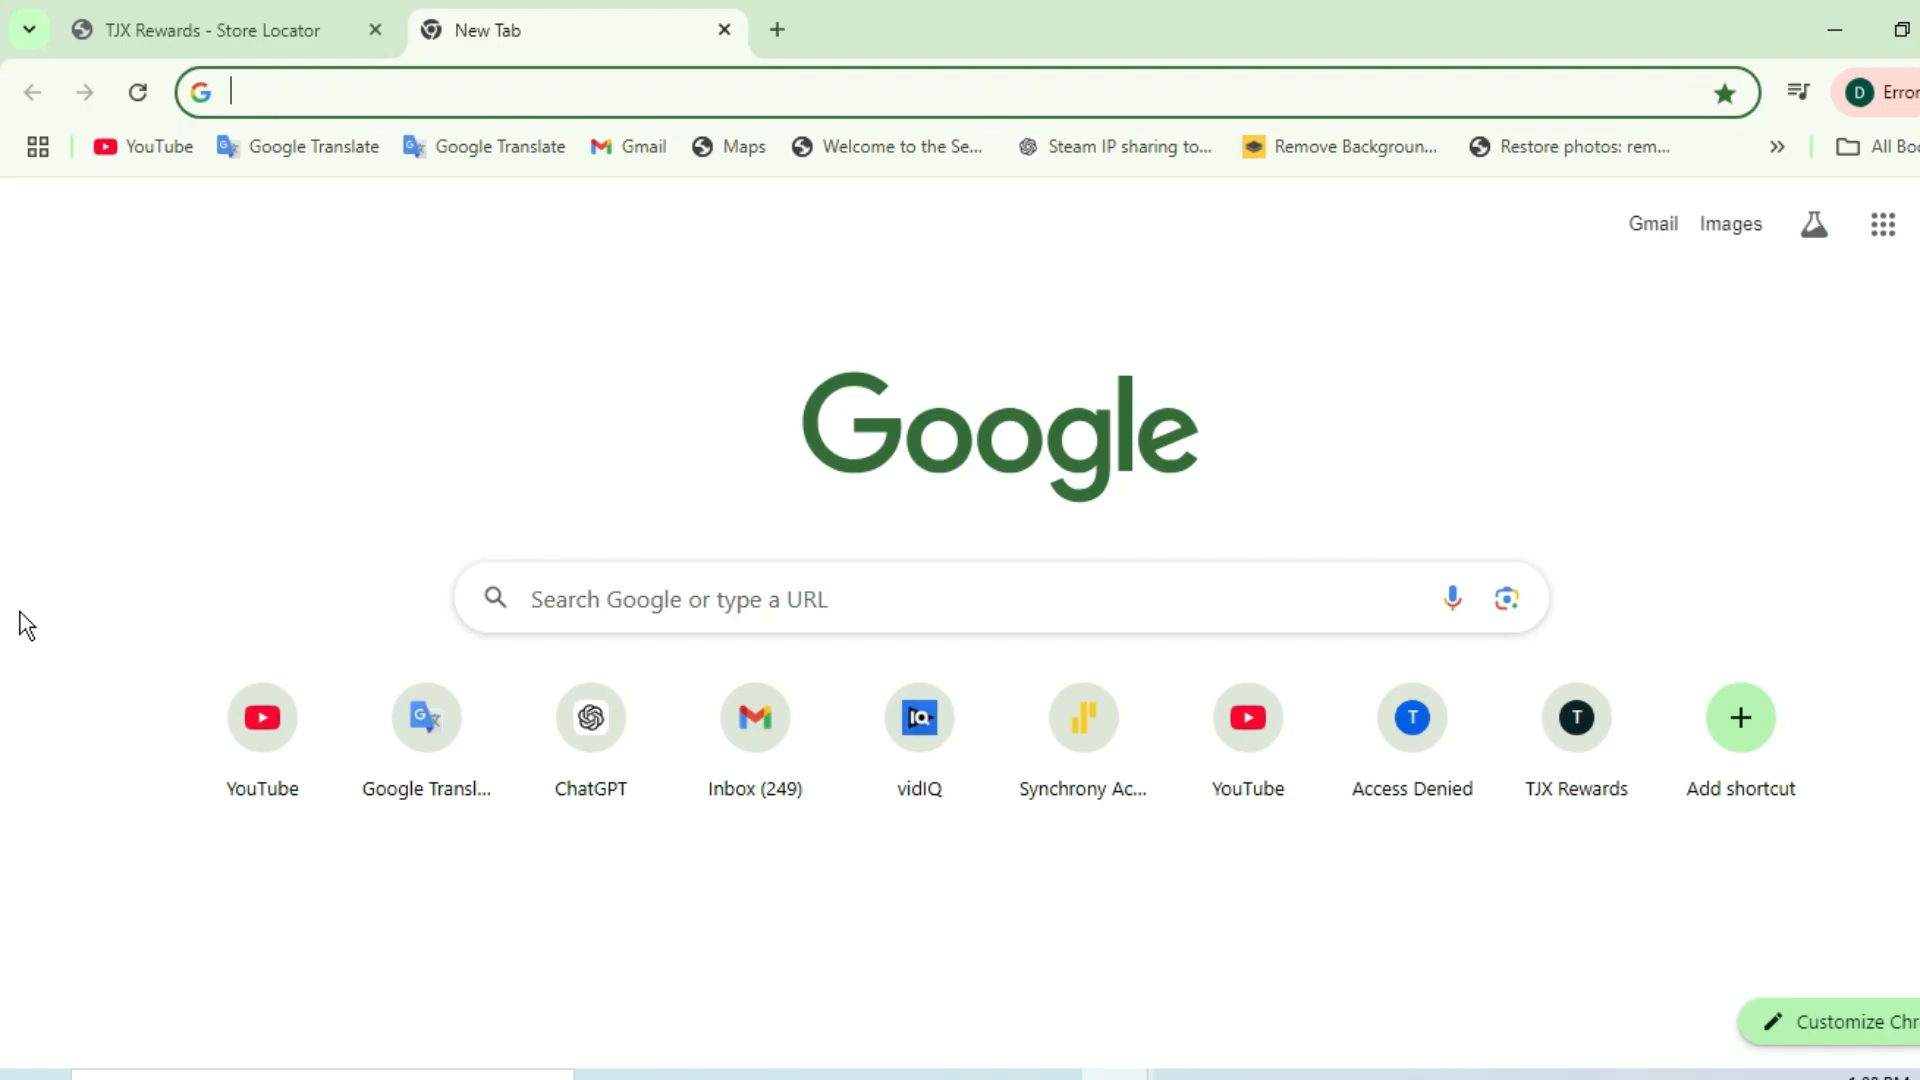 TJX Rewards - Store Locator
New Tab
D Error
YouTube
Google Translate
Google Translate
Gmail
Maps
Welcome to the Se...
Steam IP sharing to...
Remove Backgroun...
Restore photos: rem...
All Boo
Gmail
Images
Google
Search Google or type a URL
YouTube
Google Transl...
ChatGPT
Inbox (249)
vidIQ
Synchrony Ac...
YouTube
T
Access Denied
T
TJX Rewards
Add shortcut
Customize Chr